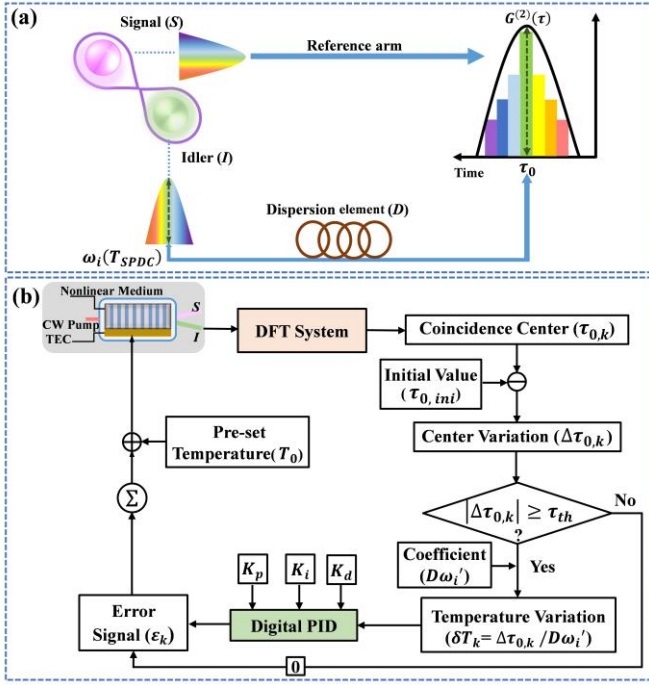 (a)
Signal (S)
Reference arm
G⁽²⁾(τ)
Idler (I)
Time
τ₀
Dispersion element (D)
ωᵢ(T_SPDC)
(b)
Nonlinear Medium
S
CW Pump
I
TEC
DFT System
Coincidence Center (τ₀,ₖ)
Initial Value
(τ₀, ᵢₙᵢ)
Center Variation (Δτ₀,ₖ)
Pre-set
Temperature(T₀)
Σ
|Δτ₀,ₖ| ≥ τₜₕ
?
No
Yes
Coefficient
(Dωᵢ′)
Kₚ
Kᵢ
K_d
Error
Signal (εₖ)
Digital PID
Temperature Variation
(δTₖ= Δτ₀,ₖ /Dωᵢ′)
0